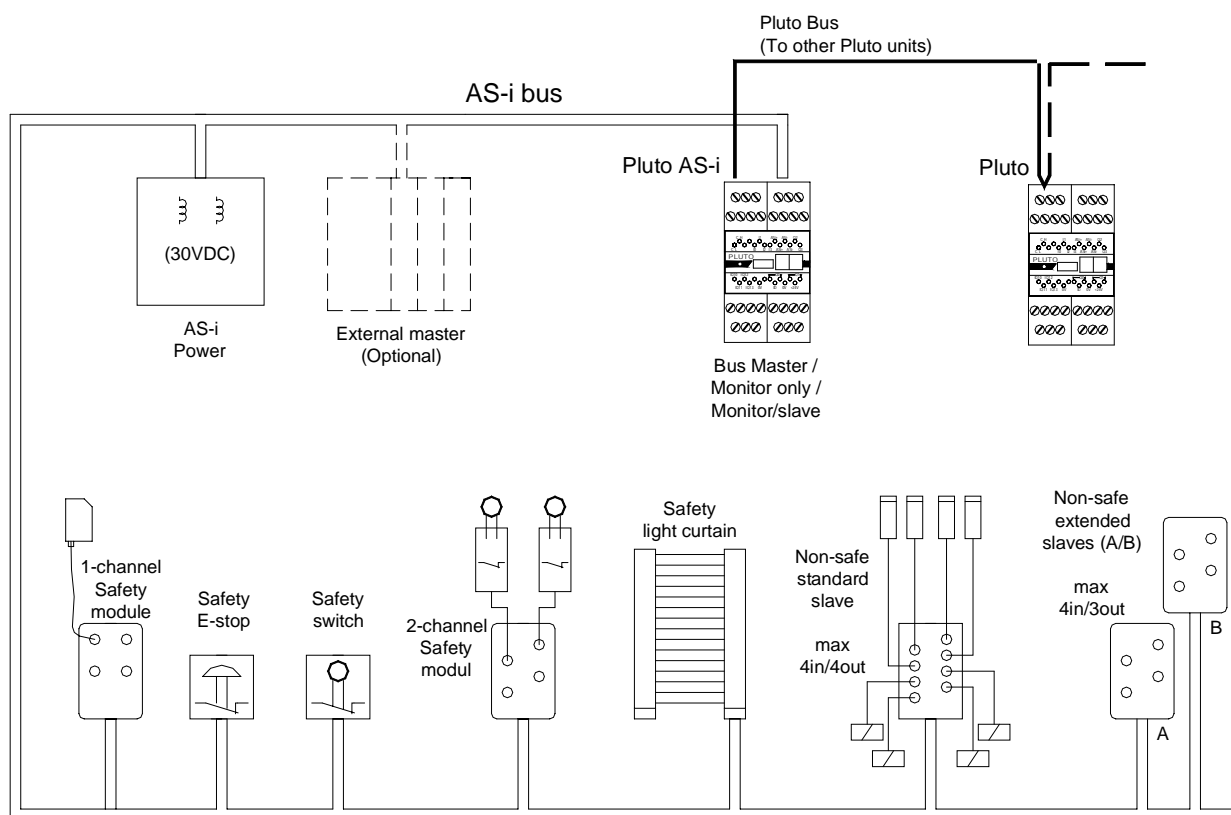 Pluto Bus
(To other Pluto units)
AS-i bus
Pluto AS-i
Pluto
(30VDC)
AS-i
Power
External master
(Optional)
PLUTO
PLUTO
Bus Master /
Monitor only /
Monitor/slave
1-channel
Safety
module
Safety
E-stop
Safety
switch
2-channel
Safety
modul
Safety
light curtain
Non-safe
standard
slave
max
4in/4out
Non-safe
extended
slaves (A/B)
max
4in/3out
B
A